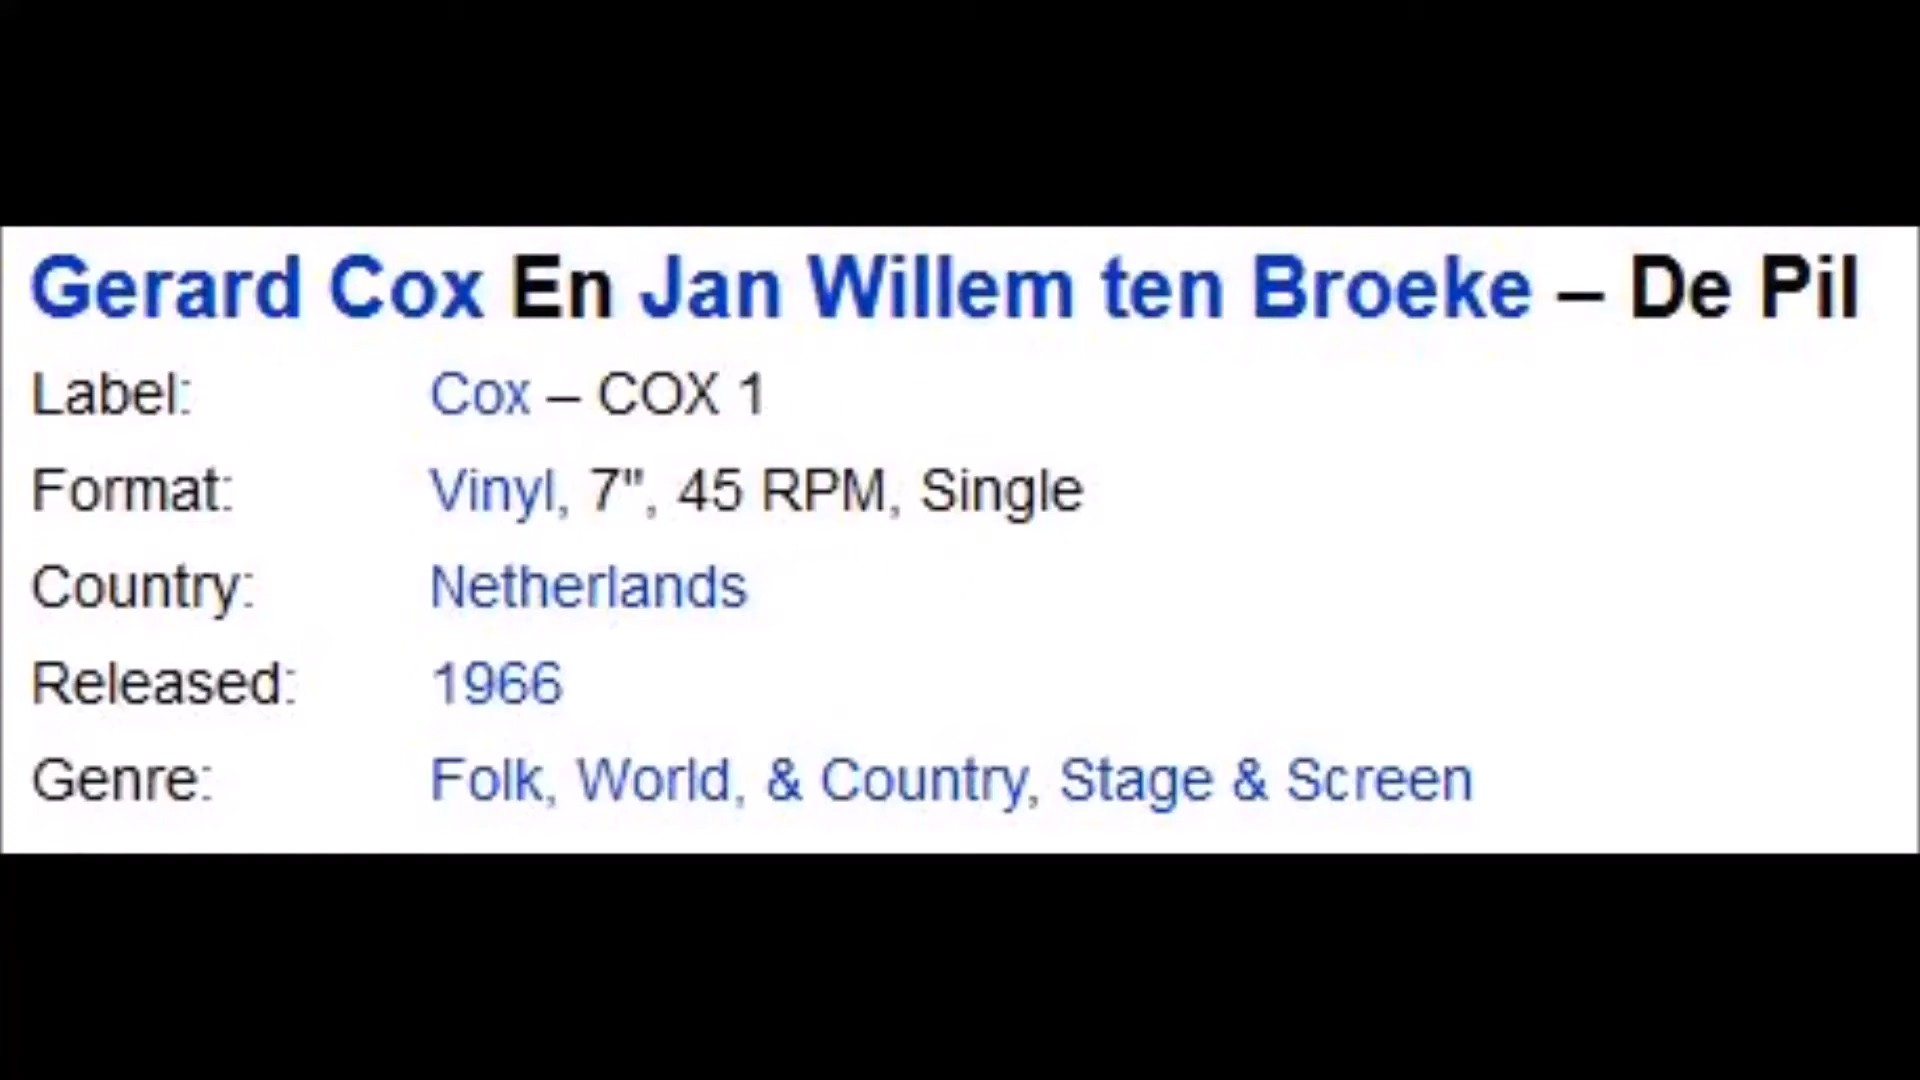 Gerard Cox En Jan Willem ten Broeke – De Pil
Label: Cox – COX 1
Format: Vinyl, 7", 45 RPM, Single
Country: Netherlands
Released: 1966
Genre: Folk, World, & Country, Stage & Screen